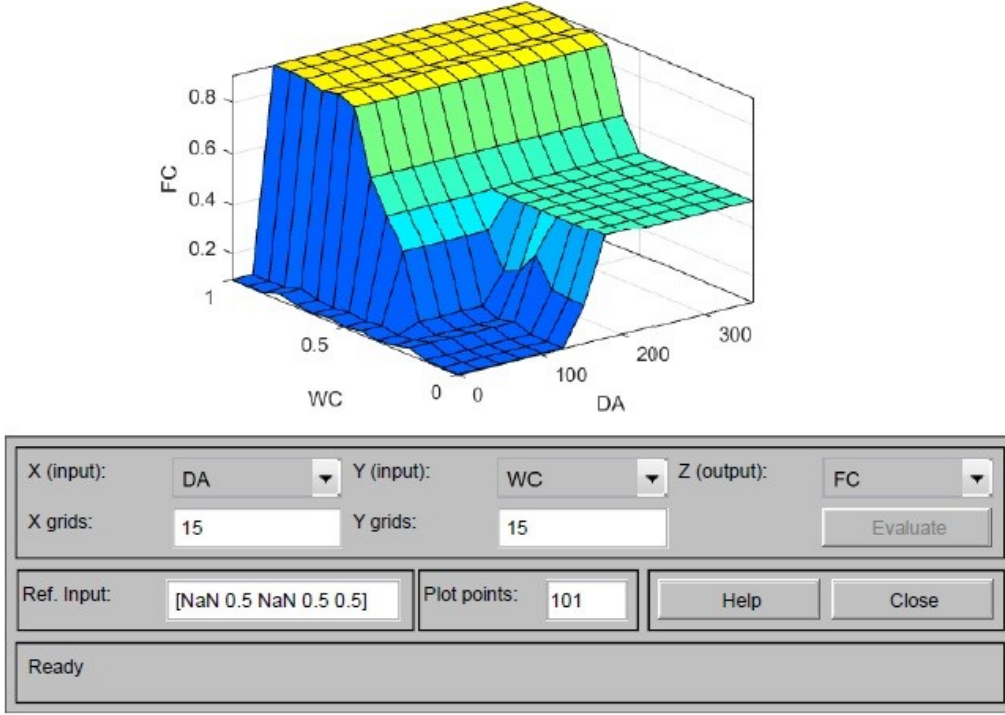 0.8
0.6
0.4
0.2
FC
1
0.5
0
WC
0
100
200
300
DA
X (input): DA Y (input): WC Z (output): FC
X grids: 15 Y grids: 15 Evaluate
Ref. Input: [NaN 0.5 NaN 0.5 0.5] Plot points: 101 Help Close
Ready